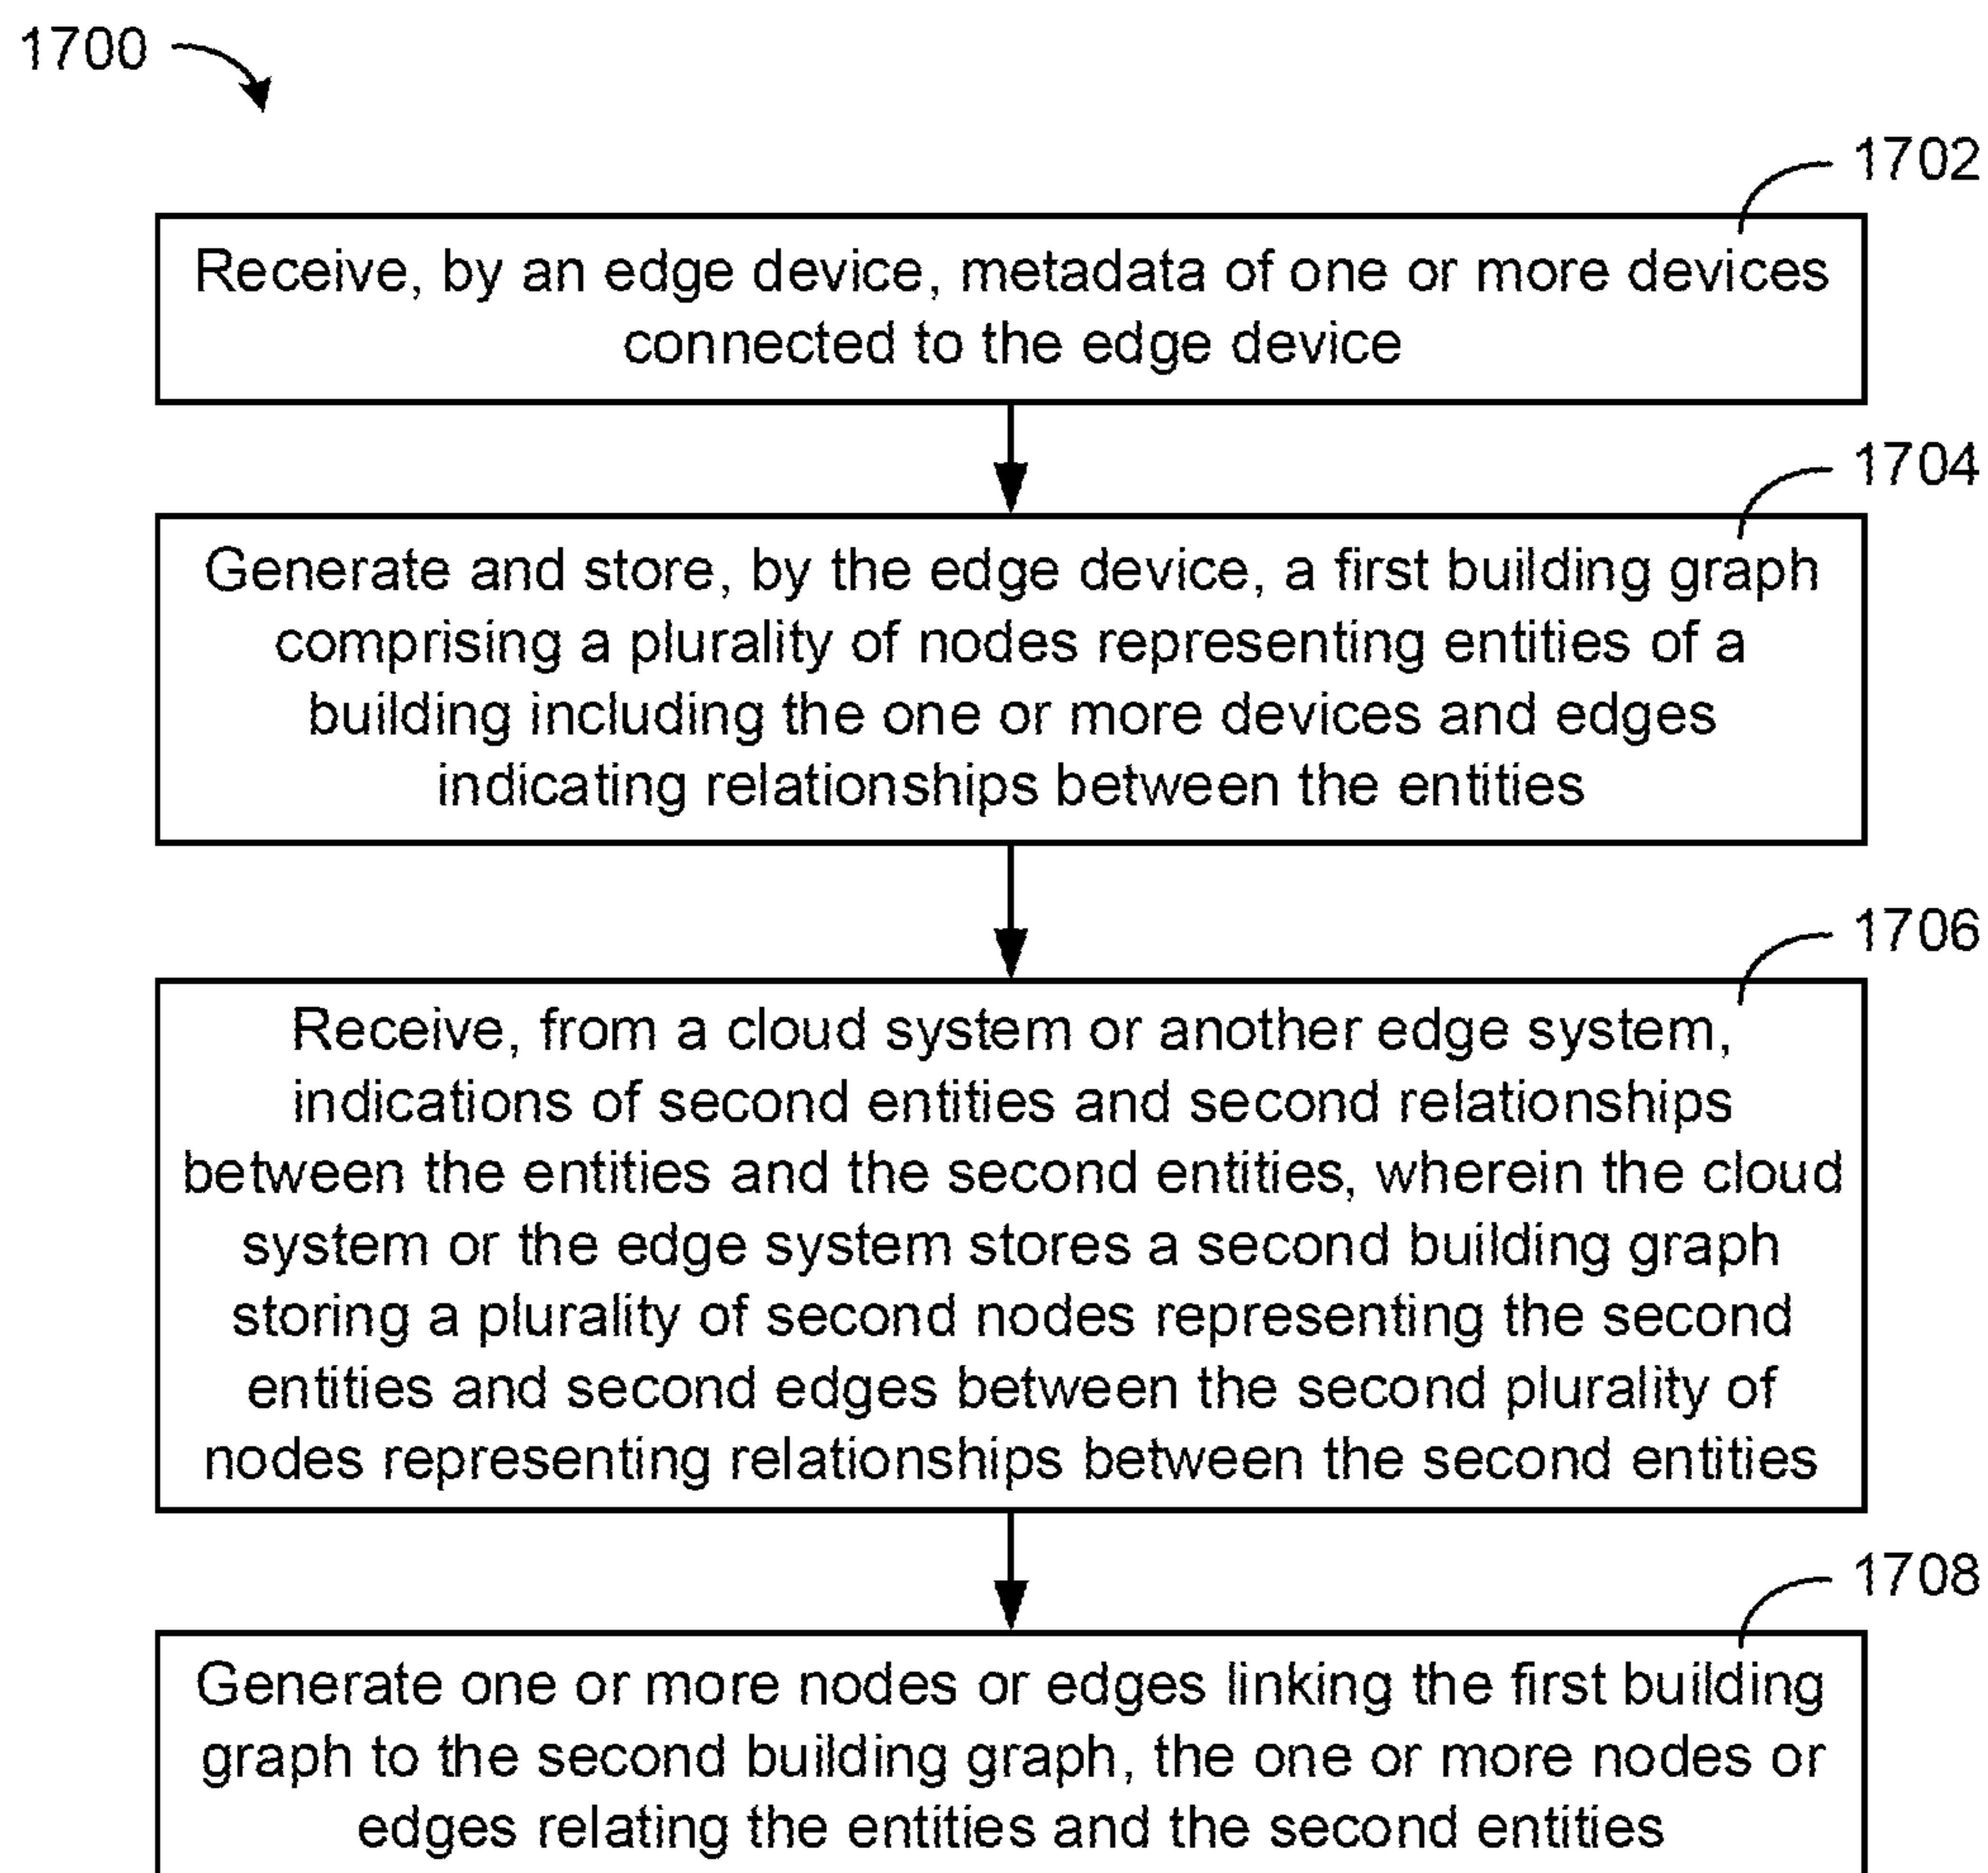 1700
1702
Receive, by an edge device, metadata of one or more devices
connected to the edge device
1704
Generate and store, by the edge device, a first building graph
comprising a plurality of nodes representing entities of a
building including the one or more devices and edges
indicating relationships between the entities
1706
Receive, from a cloud system or another edge system,
indications of second entities and second relationships
between the entities and the second entities, wherein the cloud
system or the edge system stores a second building graph
storing a plurality of second nodes representing the second
entities and second edges between the second plurality of
nodes representing relationships between the second entities
1708
Generate one or more nodes or edges linking the first building
graph to the second building graph, the one or more nodes or
edges relating the entities and the second entities